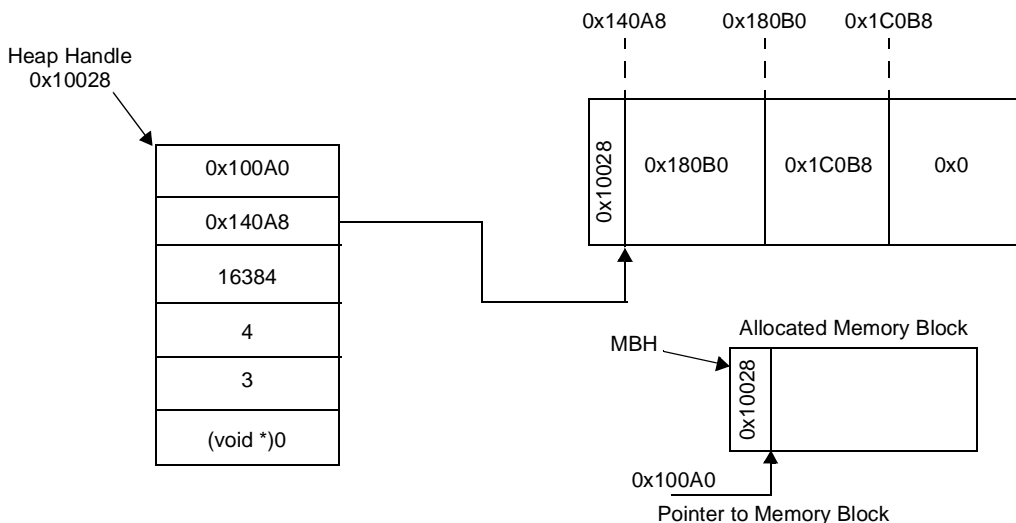 0x140A8 0x180B0 0x1C0B8
Heap Handle
0x10028
0x100A0
0x140A8
16384
4
3
(void *)0
0x10028
0x180B0 0x1C0B8 0x0
Allocated Memory Block
MBH
0x10028
0x100A0
Pointer to Memory Block